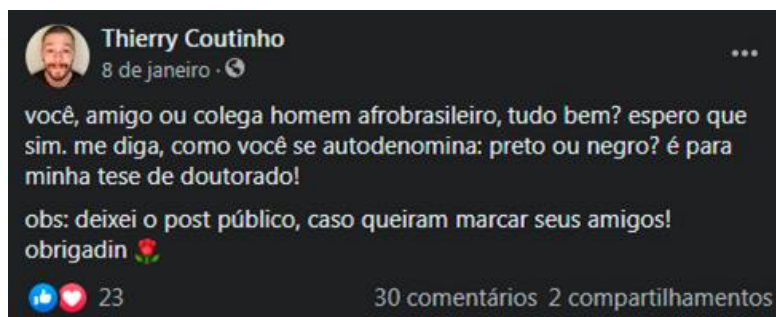 Thierry Coutinho
8 de janeiro ·
você, amigo ou colega homem afrobrasileiro, tudo bem? espero que
sim. me diga, como você se autodenomina: preto ou negro? é para
minha tese de doutorado!
obs: deixei o post público, caso queiram marcar seus amigos!
obrigadin 🌹
23 30 comentários 2 compartilhamentos